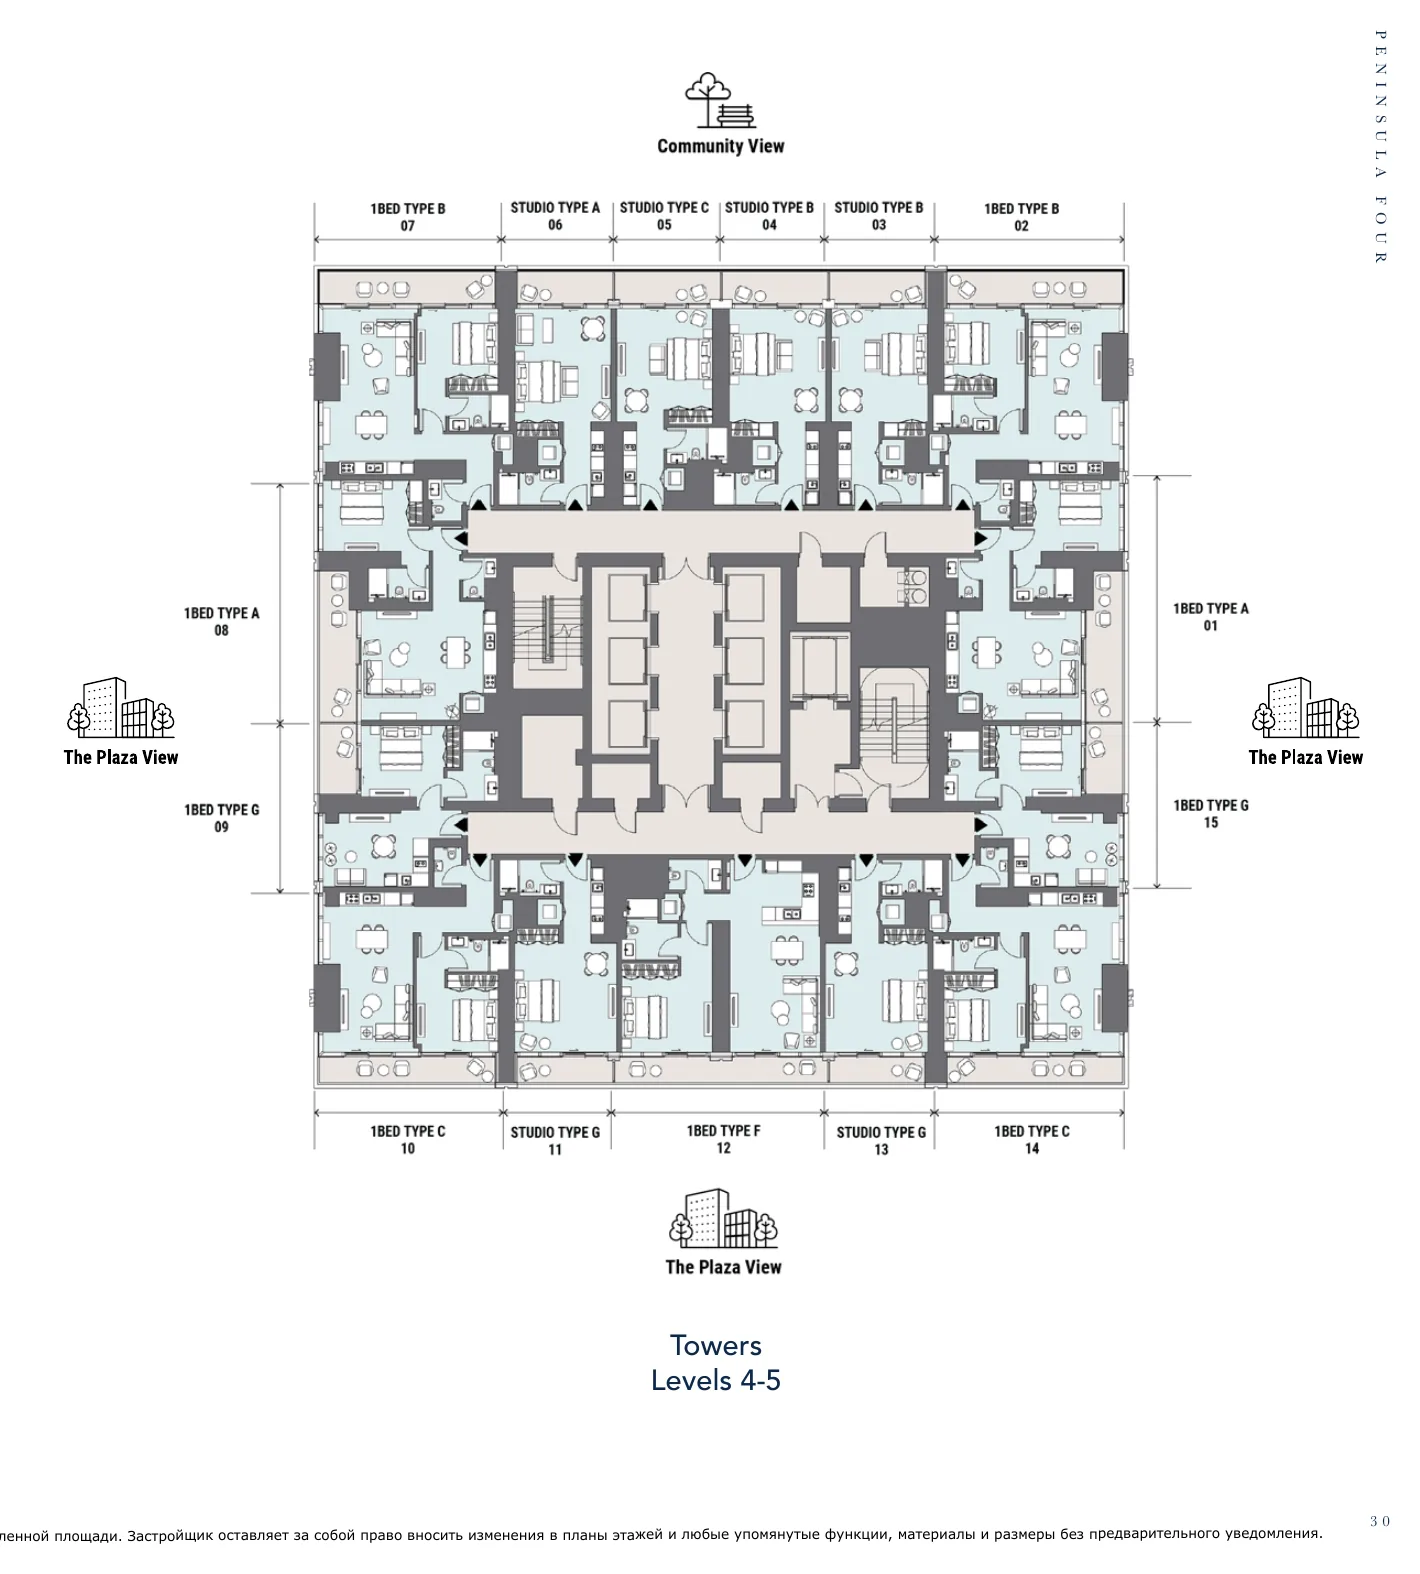 PENINSULA FOUR
Community View
1BED TYPE B
07
STUDIO TYPE A
06
STUDIO TYPE C
05
STUDIO TYPE B
04
STUDIO TYPE B
03
1BED TYPE B
02
1BED TYPE A
08
1BED TYPE A
01
The Plaza View
The Plaza View
1BED TYPE G
09
1BED TYPE G
15
1BED TYPE C
10
STUDIO TYPE G
11
1BED TYPE F
12
STUDIO TYPE G
13
1BED TYPE C
14
The Plaza View
Towers
Levels 4-5
30
ленной площади. Застройщик оставляет за собой право вносить изменения в планы этажей и любые упомянутые функции, материалы и размеры без предварительного уведомления.